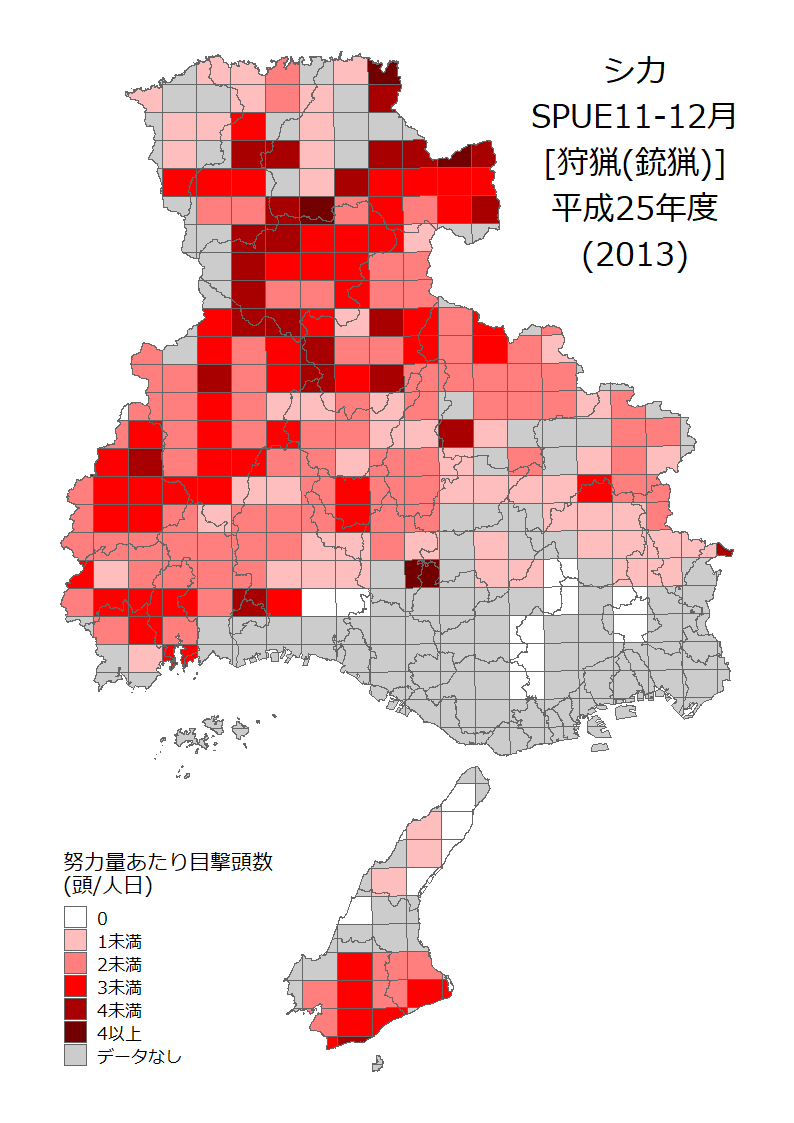 シカ
SPUE11-12月
[狩猟(銃猟)]
平成25年度
(2013)
努力量あたり目撃頭数
(頭/人日)
0
1未満
2未満
3未満
4未満
4以上
データなし